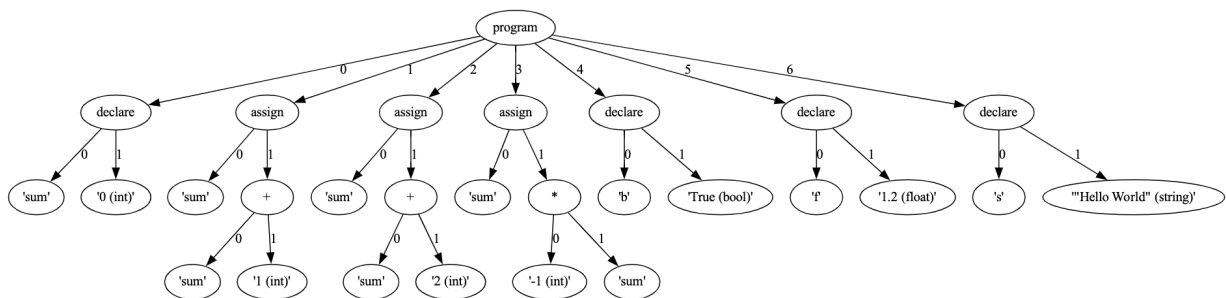 program
0 1 2 3 4 5 6
declare assign assign assign declare declare declare
0 1 0 1 0 1 0 1 0 1 0 1 0 1
'sum' '0 (int)' 'sum' + 'sum' + 'sum' * 'b' 'True (bool)' 'f' '1.2 (float)' 's' '"Hello World" (string)'
0 1 0 1 0 1
'sum' '1 (int)' 'sum' '2 (int)' '-1 (int)' 'sum'